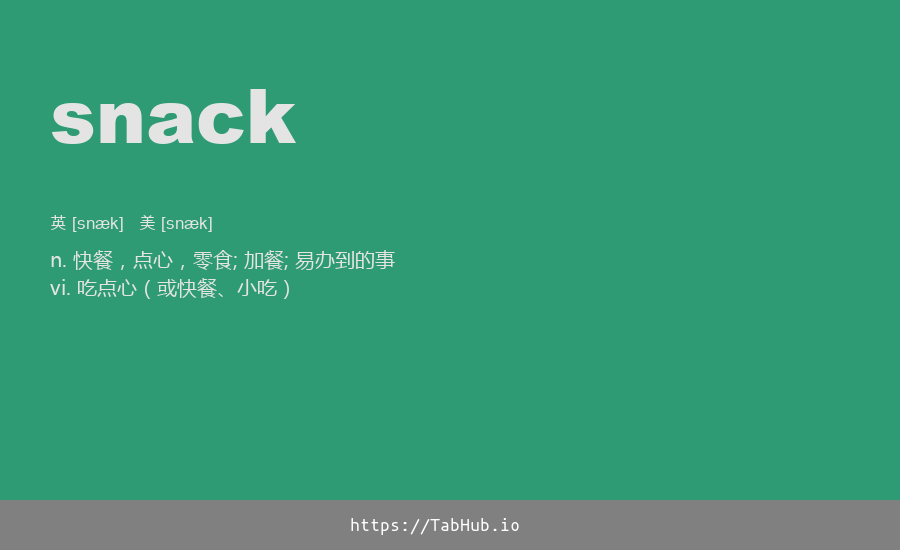 snack
英 [snæk] 美 [snæk]
n. 快餐，点心，零食; 加餐; 易办到的事
vi. 吃点心（或快餐、小吃）
https://TabHub.io